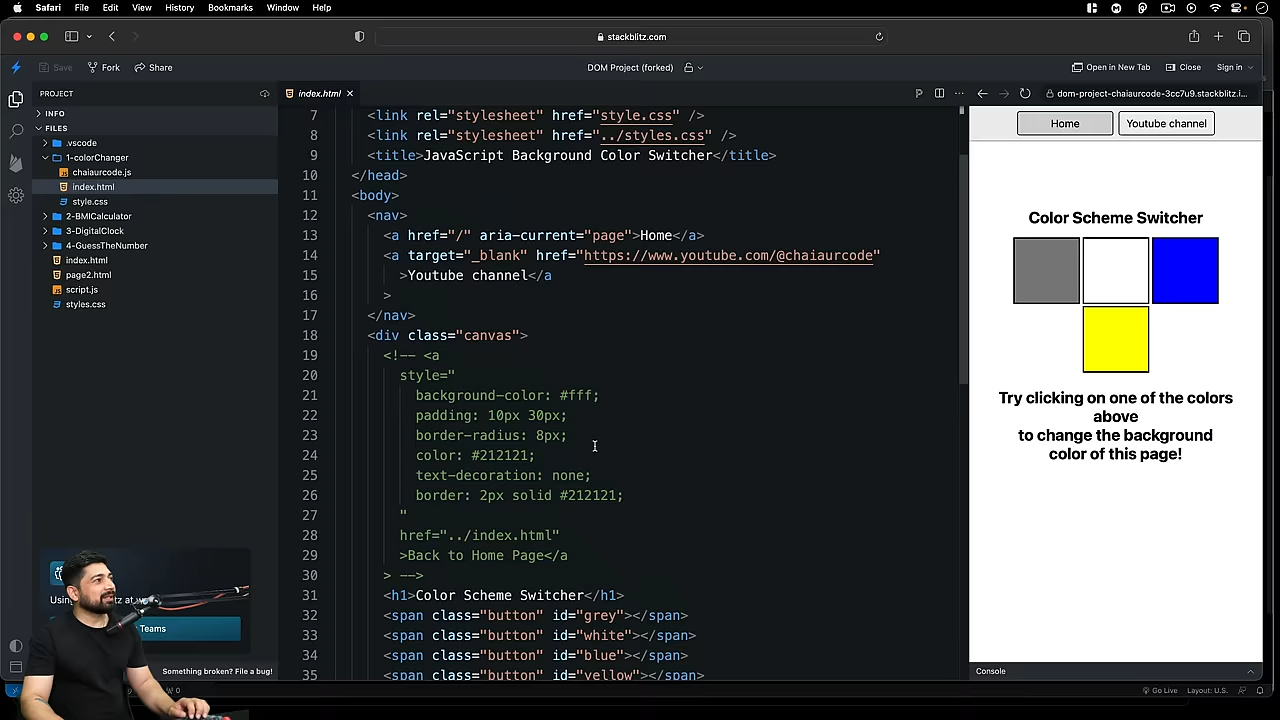 Safari File Edit View History Bookmarks Window Help
stackblitz.com
Save Fork Share DOM Project (forked) Open in New Tab Close Sign in
PROJECT
INFO
FILES
.vscode
1-colorChanger
chaiaurcode.js
index.html
style.css
2-BMICalculator
3-DigitalClock
4-GuessTheNumber
index.html
page2.html
script.js
styles.css
Teams
Something broken? File a bug!
index.html
7 <link rel="stylesheet" href="style.css" />
8 <link rel="stylesheet" href="../styles.css" />
9 <title>JavaScript Background Color Switcher</title>
10 </head>
11 <body>
12 <nav>
13 <a href="/" aria-current="page">Home</a>
14 <a target="_blank" href="https://www.youtube.com/@chaiaurcode"
15 >Youtube channel</a
16 >
17 </nav>
18 <div class="canvas">
19 <!-- <a
20 style="
21 background-color: #fff;
22 padding: 10px 30px;
23 border-radius: 8px;
24 color: #212121;
25 text-decoration: none;
26 border: 2px solid #212121;
27 "
28 href="../index.html"
29 >Back to Home Page</a
30 > -->
31 <h1>Color Scheme Switcher</h1>
32 <span class="button" id="grey"></span>
33 <span class="button" id="white"></span>
34 <span class="button" id="blue"></span>
35 <span class="button" id="yellow"></span>
dom-project-chaiaurcode-3cc7u9.stackblitz.i...
Home Youtube channel
Color Scheme Switcher
Try clicking on one of the colors
above
to change the background
color of this page!
Console
Go Live Layout: U.S.